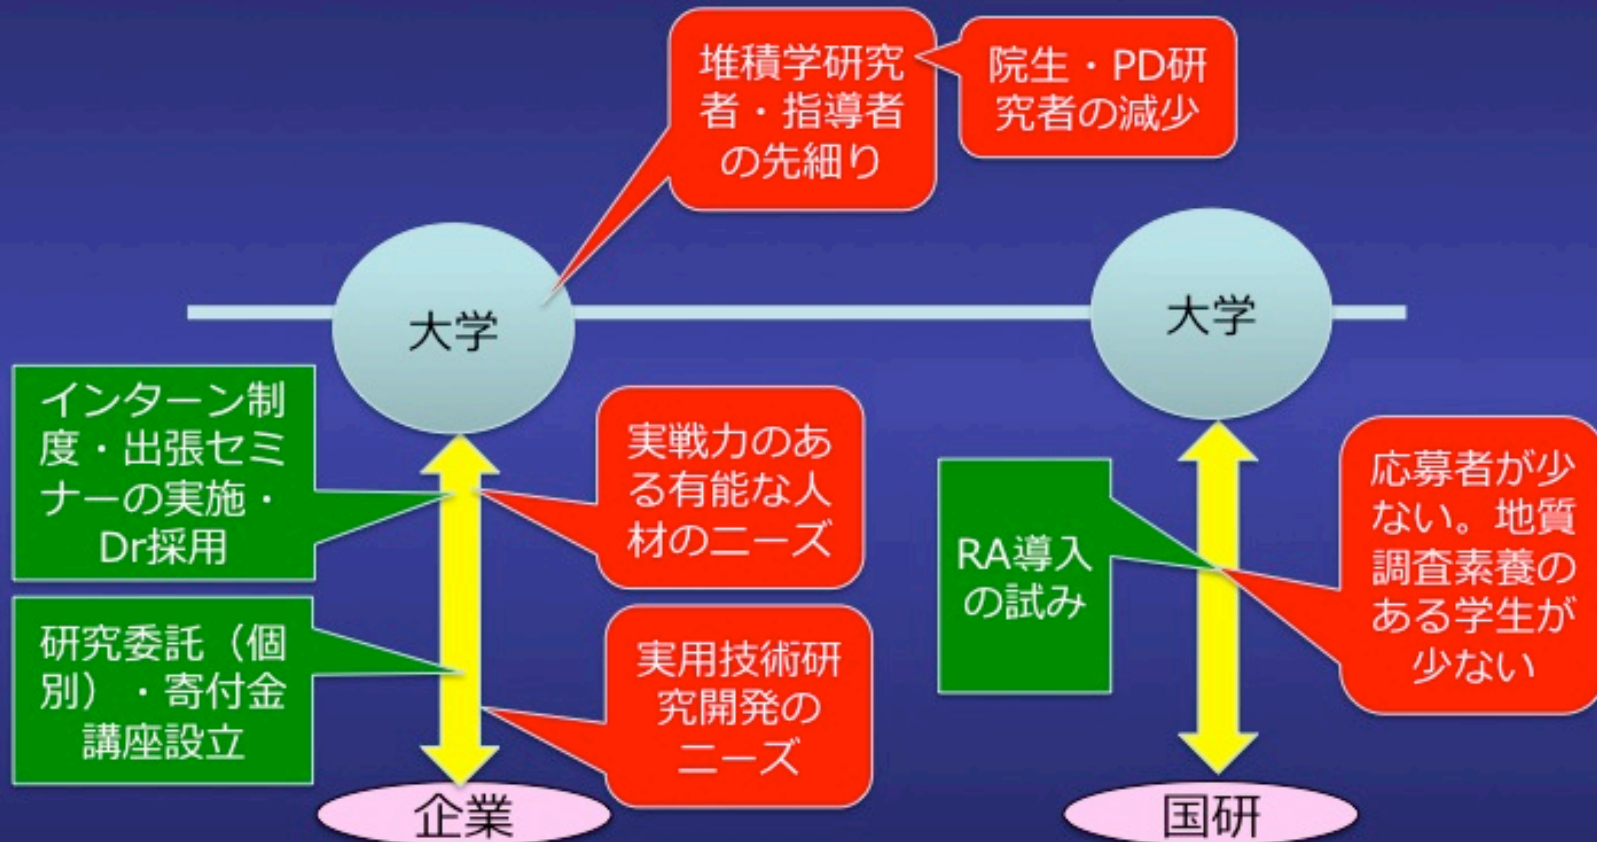 堆積学研究
者・指導者
の先細り
院生・PD研
究者の減少
大学
大学
インターン制
度・出張セミ
ナーの実施・
Dr採用
実戦力のあ
る有能な人
材のニーズ
研究委託（個
別）・寄付金
講座設立
実用技術研
究開発の
ニーズ
企業
RA導入
の試み
応募者が少
ない。地質
調査素養の
ある学生が
少ない
国研